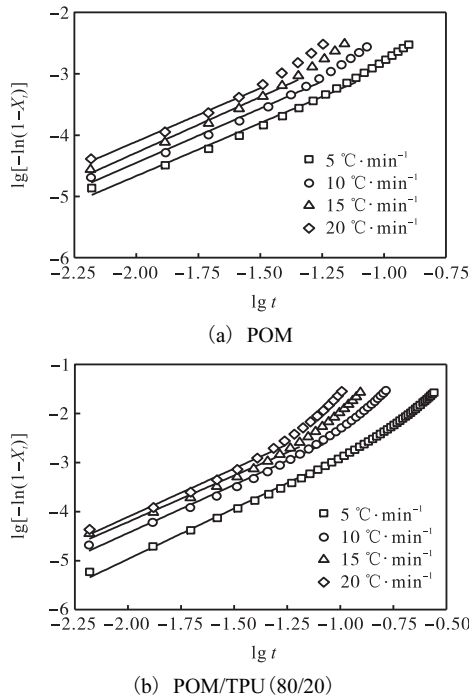 -2
-3
-4
-5
-6
lg[-ln(1-Xt)]
□ 5 ℃·min⁻¹
○ 10 ℃·min⁻¹
△ 15 ℃·min⁻¹
◇ 20 ℃·min⁻¹
-2.25 -2.00 -1.75 -1.50 -1.25 -1.00 -0.75
lg t
(a) POM
-1
-2
-3
-4
-5
-6
lg[-ln(1-Xt)]
□ 5 ℃·min⁻¹
○ 10 ℃·min⁻¹
△ 15 ℃·min⁻¹
◇ 20 ℃·min⁻¹
-2.25 -2.00 -1.75 -1.50 -1.25 -1.00 -0.75 -0.50
lg t
(b) POM/TPU(80/20)